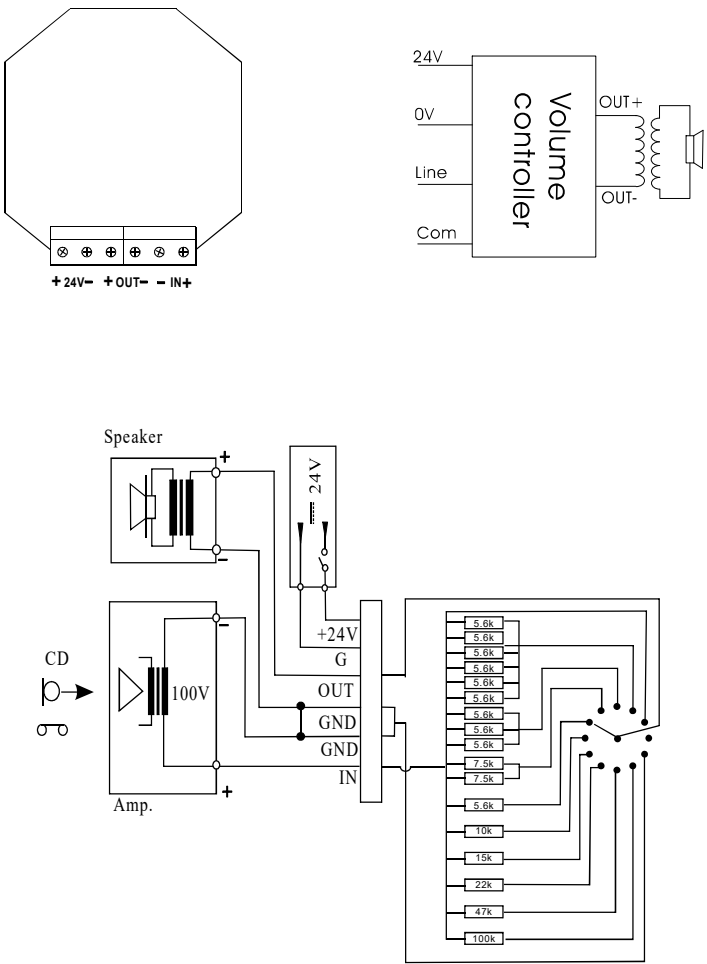 24V
0V
Line
Com
Volume
controller
OUT+
OUT-
+ 24V- + OUT- - IN+
Speaker
+
-
24V
+24V
G
OUT
GND
GND
IN
CD
-
100V
+
Amp.
5.6k
5.6k
5.6k
5.6k
5.6k
5.6k
5.6k
5.6k
5.6k
7.5k
7.5k
5.6k
10k
15k
22k
47k
100k